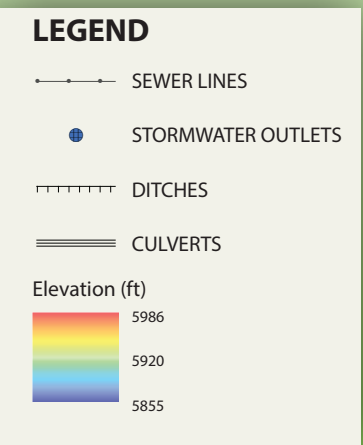 LEGEND
SEWER LINES
STORMWATER OUTLETS
DITCHES
CULVERTS
Elevation (ft)
5986
5920
5855